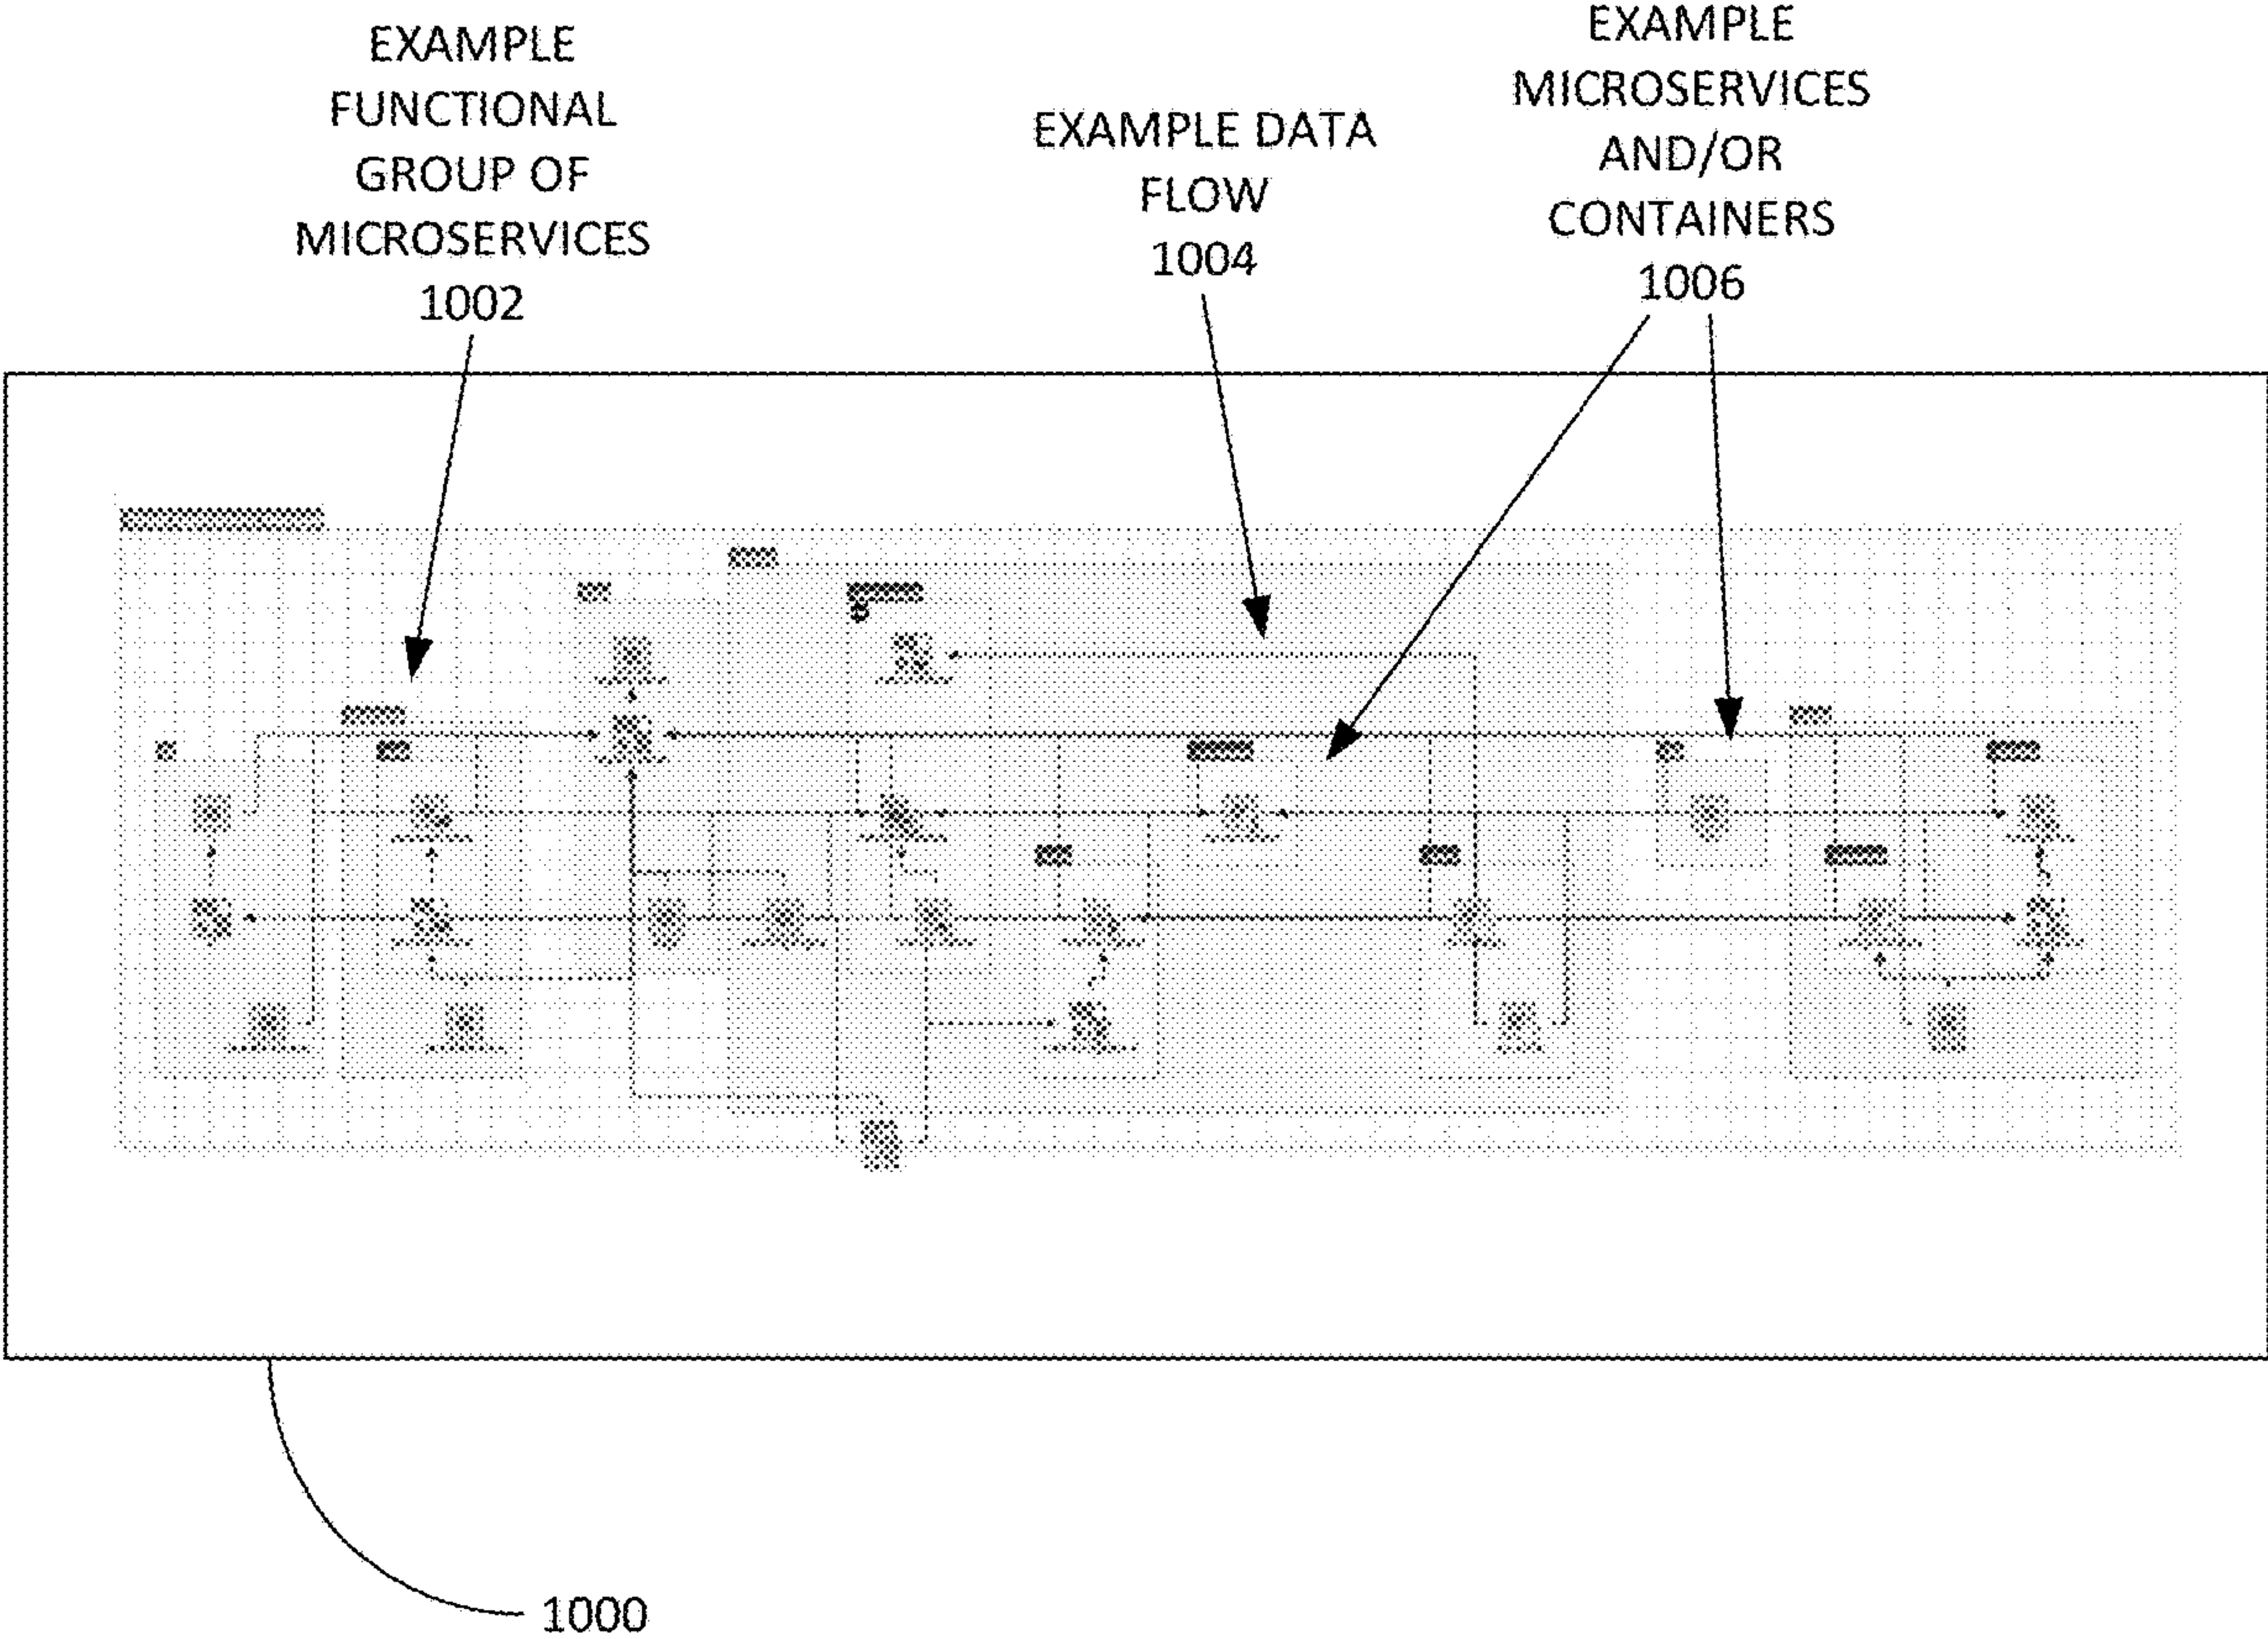 EXAMPLE
FUNCTIONAL
GROUP OF
MICROSERVICES
1002
EXAMPLE DATA
FLOW
1004
EXAMPLE
MICROSERVICES
AND/OR
CONTAINERS
1006
1000